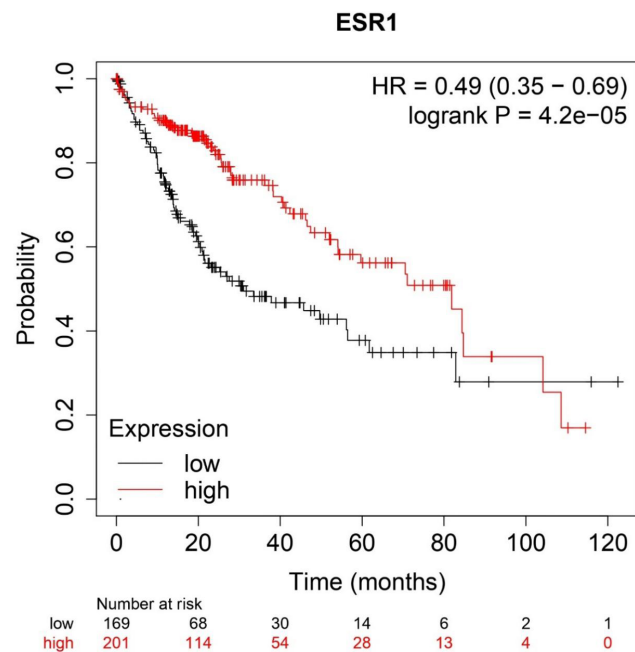 ESR1
HR = 0.49 (0.35 − 0.69)
logrank P = 4.2e−05
Probability
1.0
0.8
0.6
0.4
0.2
0.0
Expression
low
high
0 20 40 60 80 100 120
Time (months)
Number at risk
low 169 68 30 14 6 2 1
high 201 114 54 28 13 4 0